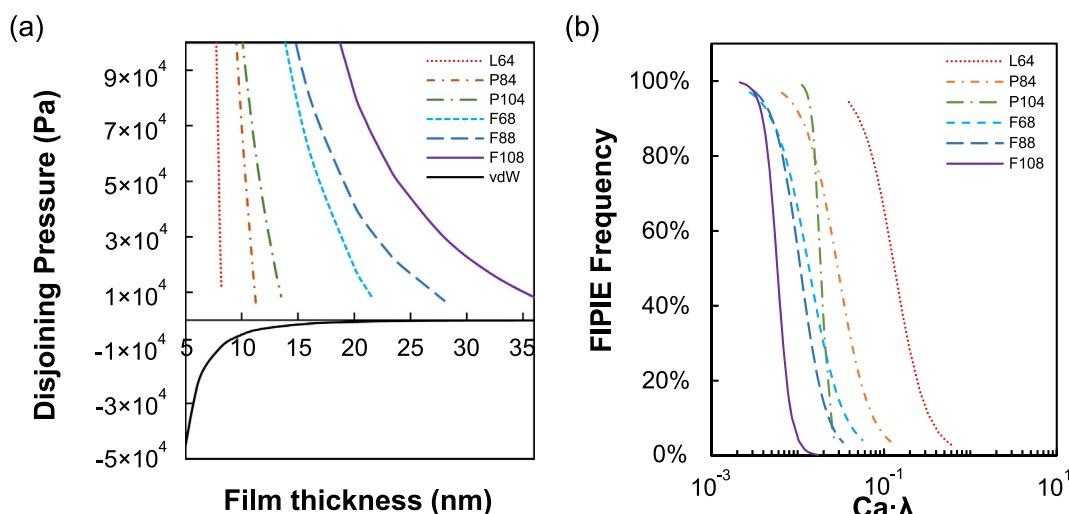 (a)
Disjoining Pressure (Pa)
9×10⁴
7×10⁴
5×10⁴
3×10⁴
1×10⁴
-1×10⁴
-3×10⁴
-5×10⁴
5 10 15 20 25 30 35
Film thickness (nm)
L64
P84
P104
F68
F88
F108
vdW
(b)
FIPIE Frequency
100%
80%
60%
40%
20%
0%
10⁻³ 10⁻¹ 10¹
Ca·λ
L64
P84
P104
F68
F88
F108